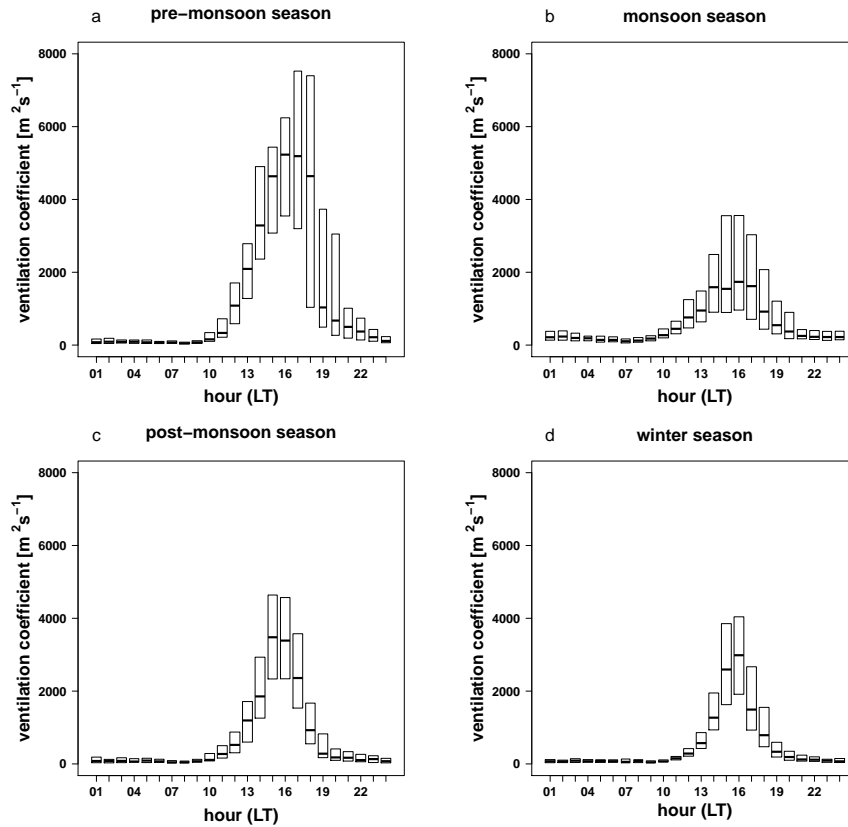 a pre−monsoon season
ventilation coefficient [m 2s−1]
8000
6000
4000
2000
0
01 04 07 10 13 16 19 22
hour (LT)
b monsoon season
ventilation coefficient [m 2s−1]
8000
6000
4000
2000
0
01 04 07 10 13 16 19 22
hour (LT)
c post−monsoon season
ventilation coefficient [m 2s−1]
8000
6000
4000
2000
0
01 04 07 10 13 16 19 22
hour (LT)
d winter season
ventilation coefficient [m 2s−1]
8000
6000
4000
2000
0
01 04 07 10 13 16 19 22
hour (LT)